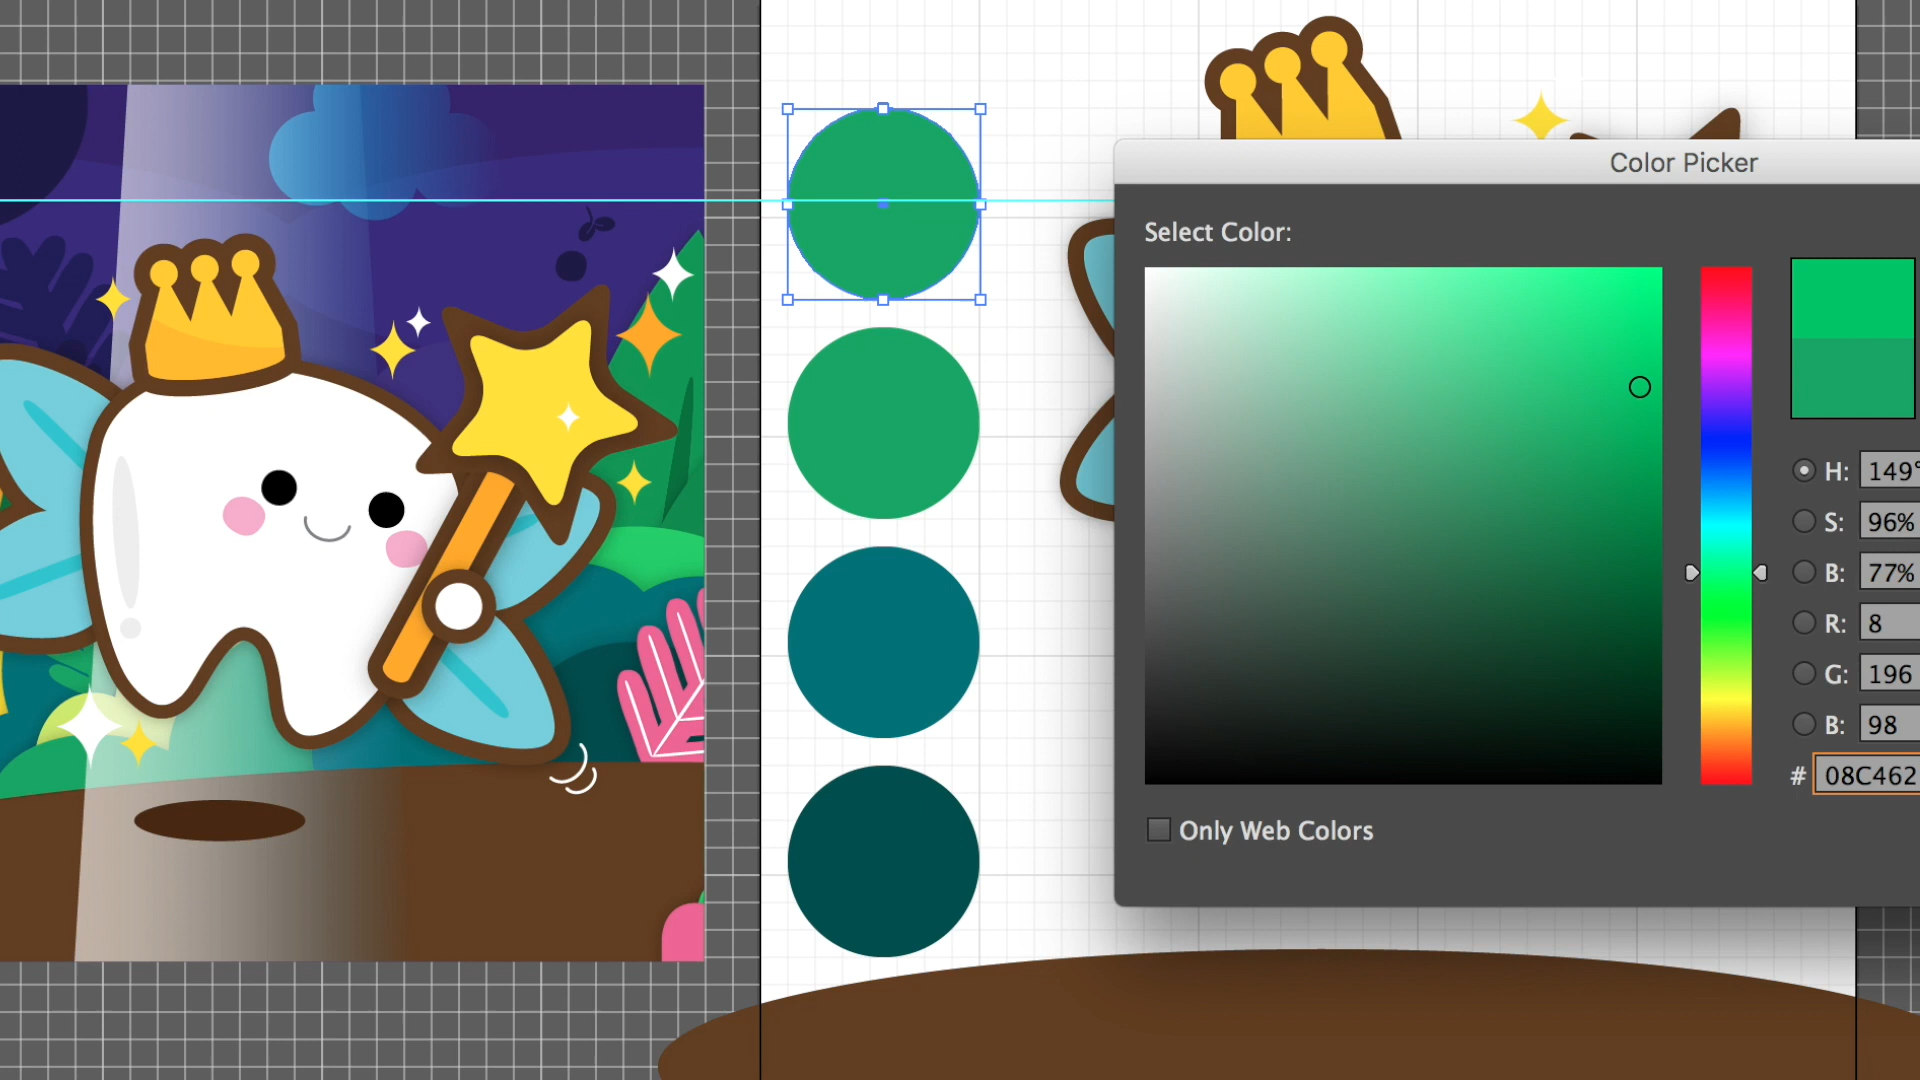 Color Picker
Select Color:
H: 149°
S: 96%
B: 77%
R: 8
G: 196
B: 98
# 08C462
Only Web Colors